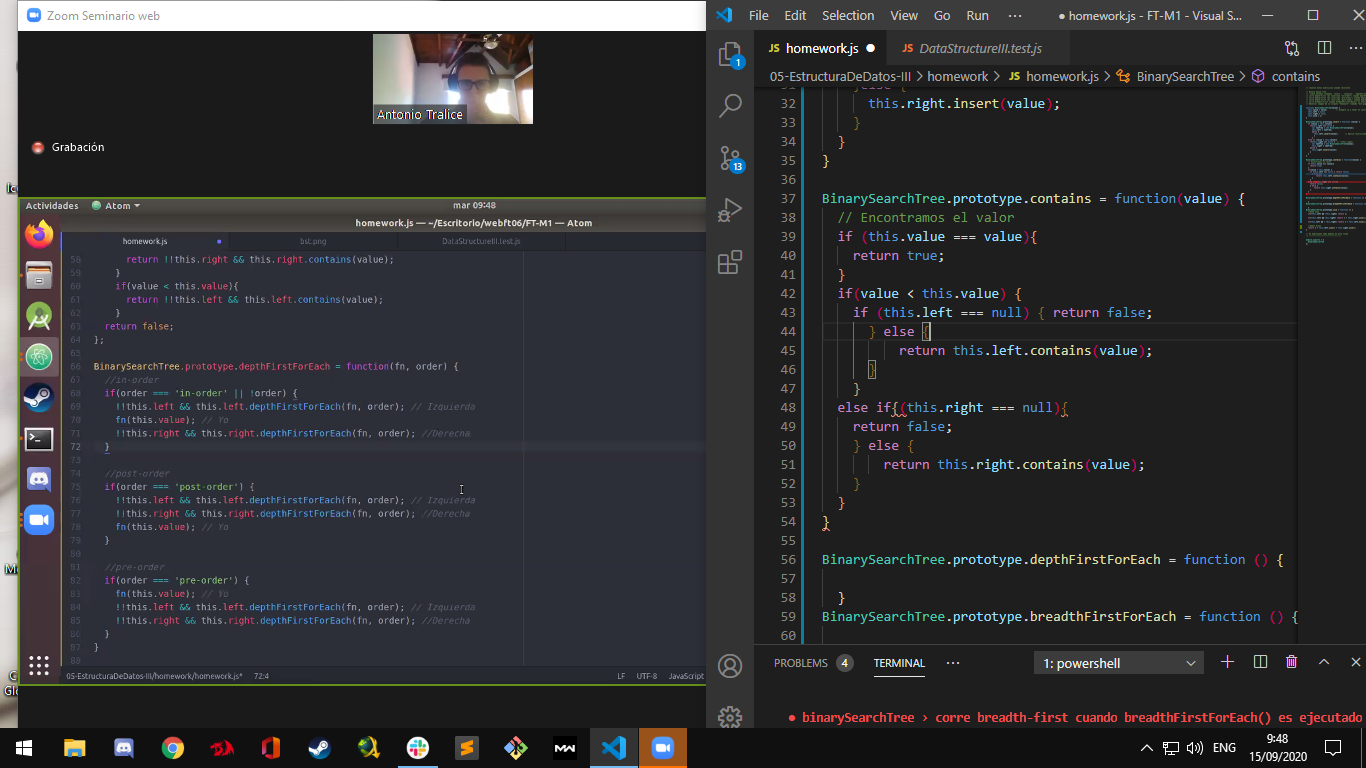 Zoom Seminario web
Antonio Tralice
Grabación
Actividades
Atom
mar 09:48
homework.js — ~/Escritorio/webft06/FT-M1 — Atom
homework.js
bst.png
DataStructureIII.test.js
58 return !!this.right && this.right.contains(value);
59 }
60 if(value < this.value){
61 return !!this.left && this.left.contains(value);
62 }
63 return false;
64 };
65
66 BinarySearchTree.prototype.depthFirstForEach = function(fn, order) {
67 //in-order
68 if(order === 'in-order' || !order) {
69 !!this.left && this.left.depthFirstForEach(fn, order); // Izquierda
70 fn(this.value); // Yo
71 !!this.right && this.right.depthFirstForEach(fn, order); //Derecha
72 }
73
74 //post-order
75 if(order === 'post-order') {
76 !!this.left && this.left.depthFirstForEach(fn, order); // Izquierda
77 !!this.right && this.right.depthFirstForEach(fn, order); //Derecha
78 fn(this.value); // Yo
79 }
80
81 //pre-order
82 if(order === 'pre-order') {
83 fn(this.value); // Yo
84 !!this.left && this.left.depthFirstForEach(fn, order); // Izquierda
85 !!this.right && this.right.depthFirstForEach(fn, order); //Derecha
86 }
87 }
88
05-EstructuraDeDatos-III/homework/homework.js* 72:4 LF UTF-8 JavaScript
File Edit Selection View Go Run ··· ● homework.js - FT-M1 - Visual S...
JS homework.js ●
JS DataStructureIII.test.js
05-EstructuraDeDatos-III > homework > JS homework.js > BinarySearchTree > contains
1
13
32 this.right.insert(value);
33 }
34 }
35 }
36
37 BinarySearchTree.prototype.contains = function(value) {
38 // Encontramos el valor
39 if (this.value === value){
40 return true;
41 }
42 if(value < this.value) {
43 if (this.left === null) { return false;
44 } else {
45 return this.left.contains(value);
46 }
47 }
48 else if{(this.right === null){
49 return false;
50 } else {
51 return this.right.contains(value);
52 }
53 }
54 }
55
56 BinarySearchTree.prototype.depthFirstForEach = function () {
57
58 }
59 BinarySearchTree.prototype.breadthFirstForEach = function () {
60
PROBLEMS 4 TERMINAL ··· 1: powershell
● binarySearchTree › corre breadth-first cuando breadthFirstForEach() es ejecutado
MW
ENG
9:48
15/09/2020